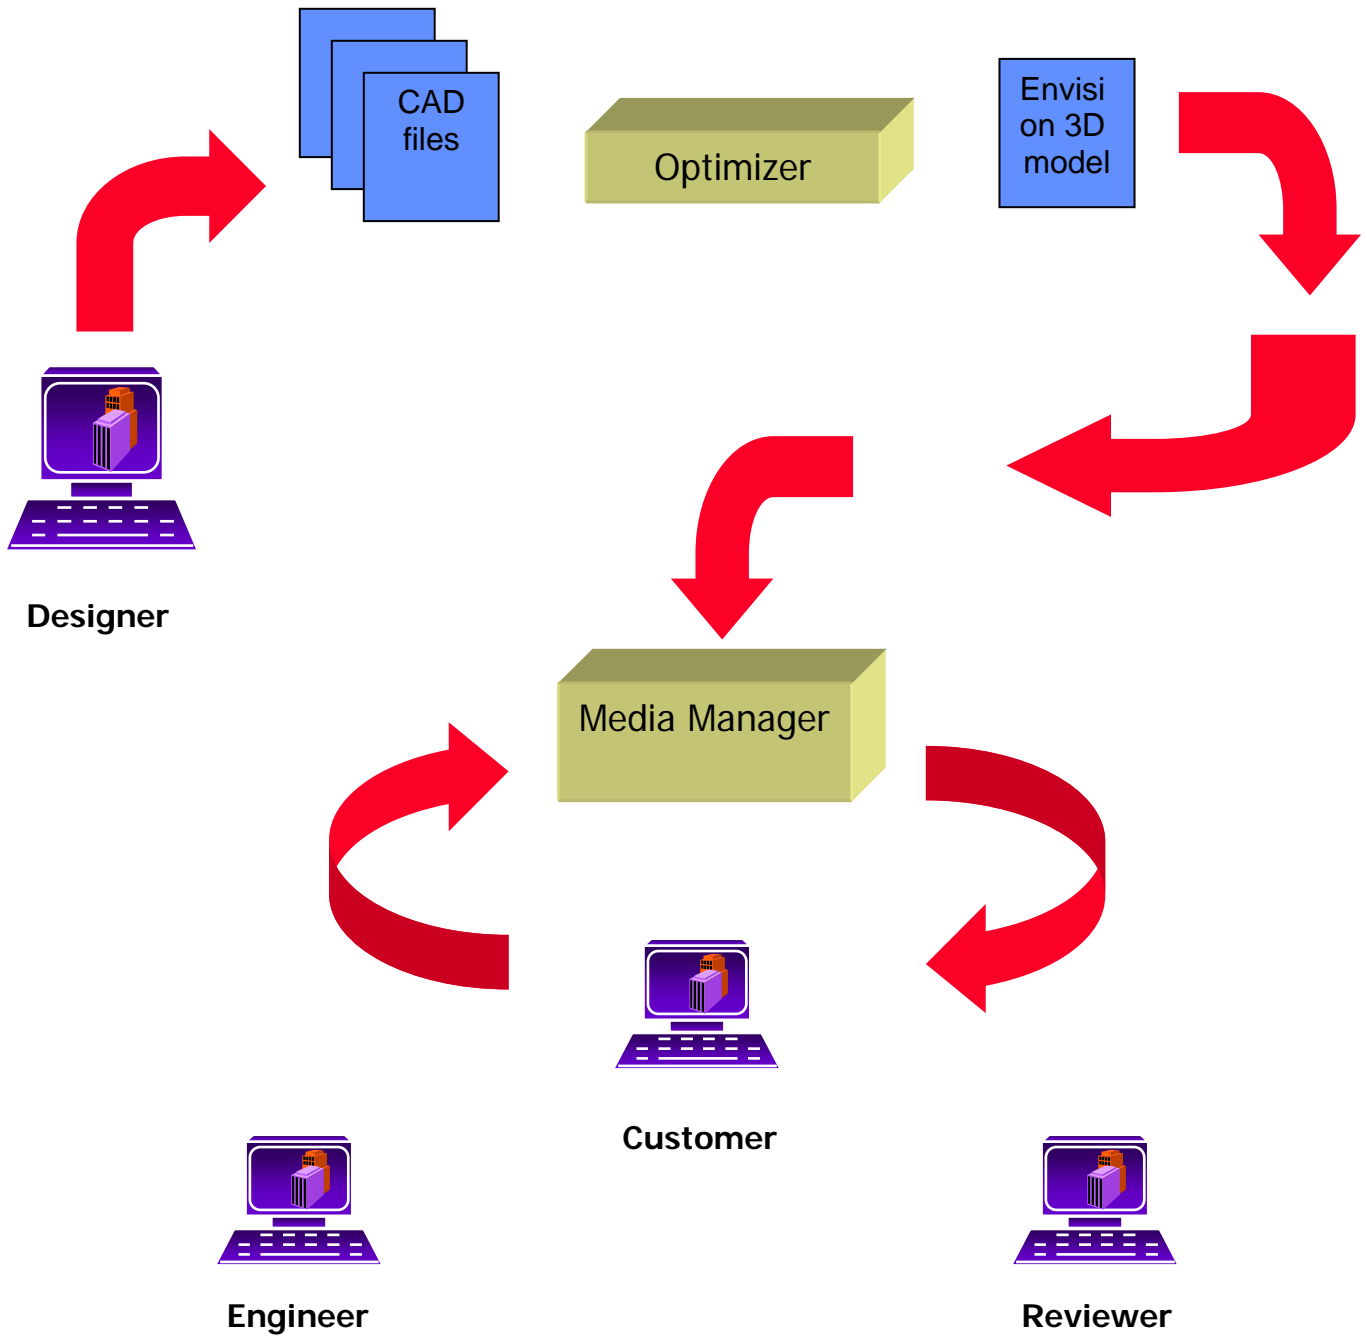 CAD
files
Optimizer
Envisi
on 3D
model
Designer
Media Manager
Customer
Engineer
Reviewer